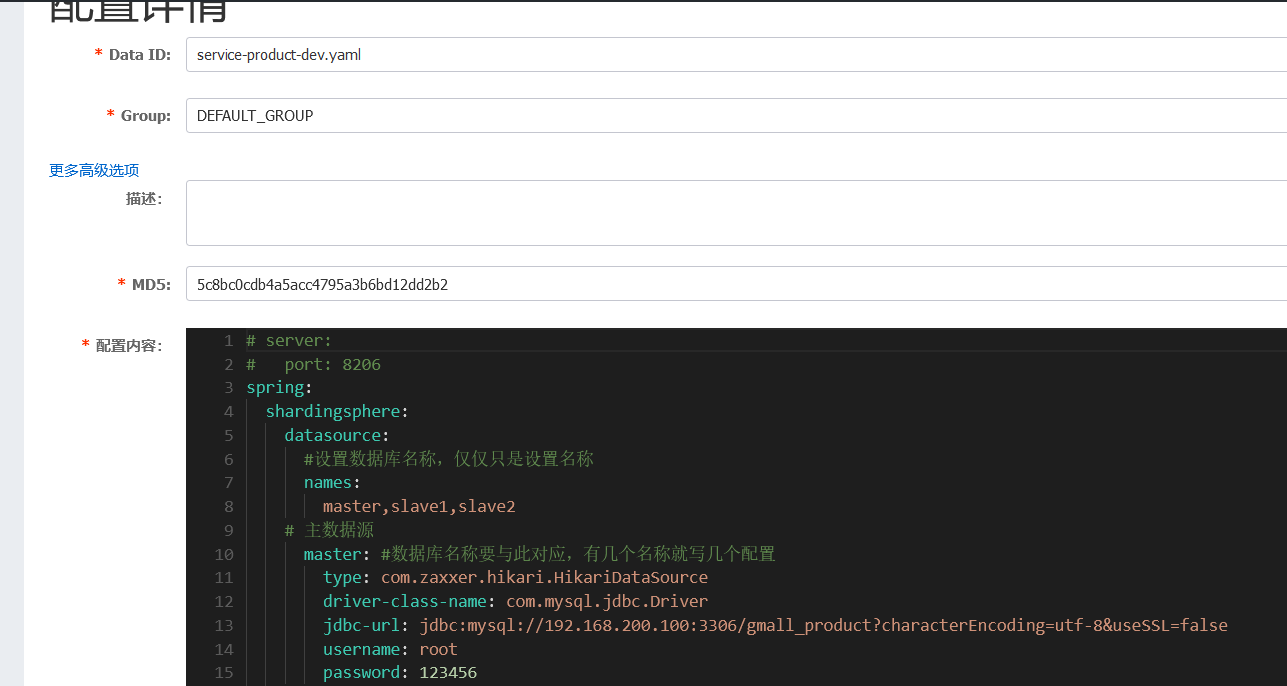 配置详情
* Data ID: service-product-dev.yaml
* Group: DEFAULT_GROUP
更多高级选项
描述:
* MD5: 5c8bc0cdb4a5acc4795a3b6bd12dd2b2
* 配置内容:
1 # server:
2 #   port: 8206
3 spring:
4   shardingsphere:
5     datasource:
6       #设置数据库名称，仅仅只是设置名称
7       names:
8         master,slave1,slave2
9     # 主数据源
10       master: #数据库名称要与此对应，有几个名称就写几个配置
11         type: com.zaxxer.hikari.HikariDataSource
12         driver-class-name: com.mysql.jdbc.Driver
13         jdbc-url: jdbc:mysql://192.168.200.100:3306/gmall_product?characterEncoding=utf-8&useSSL=false
14         username: root
15         password: 123456